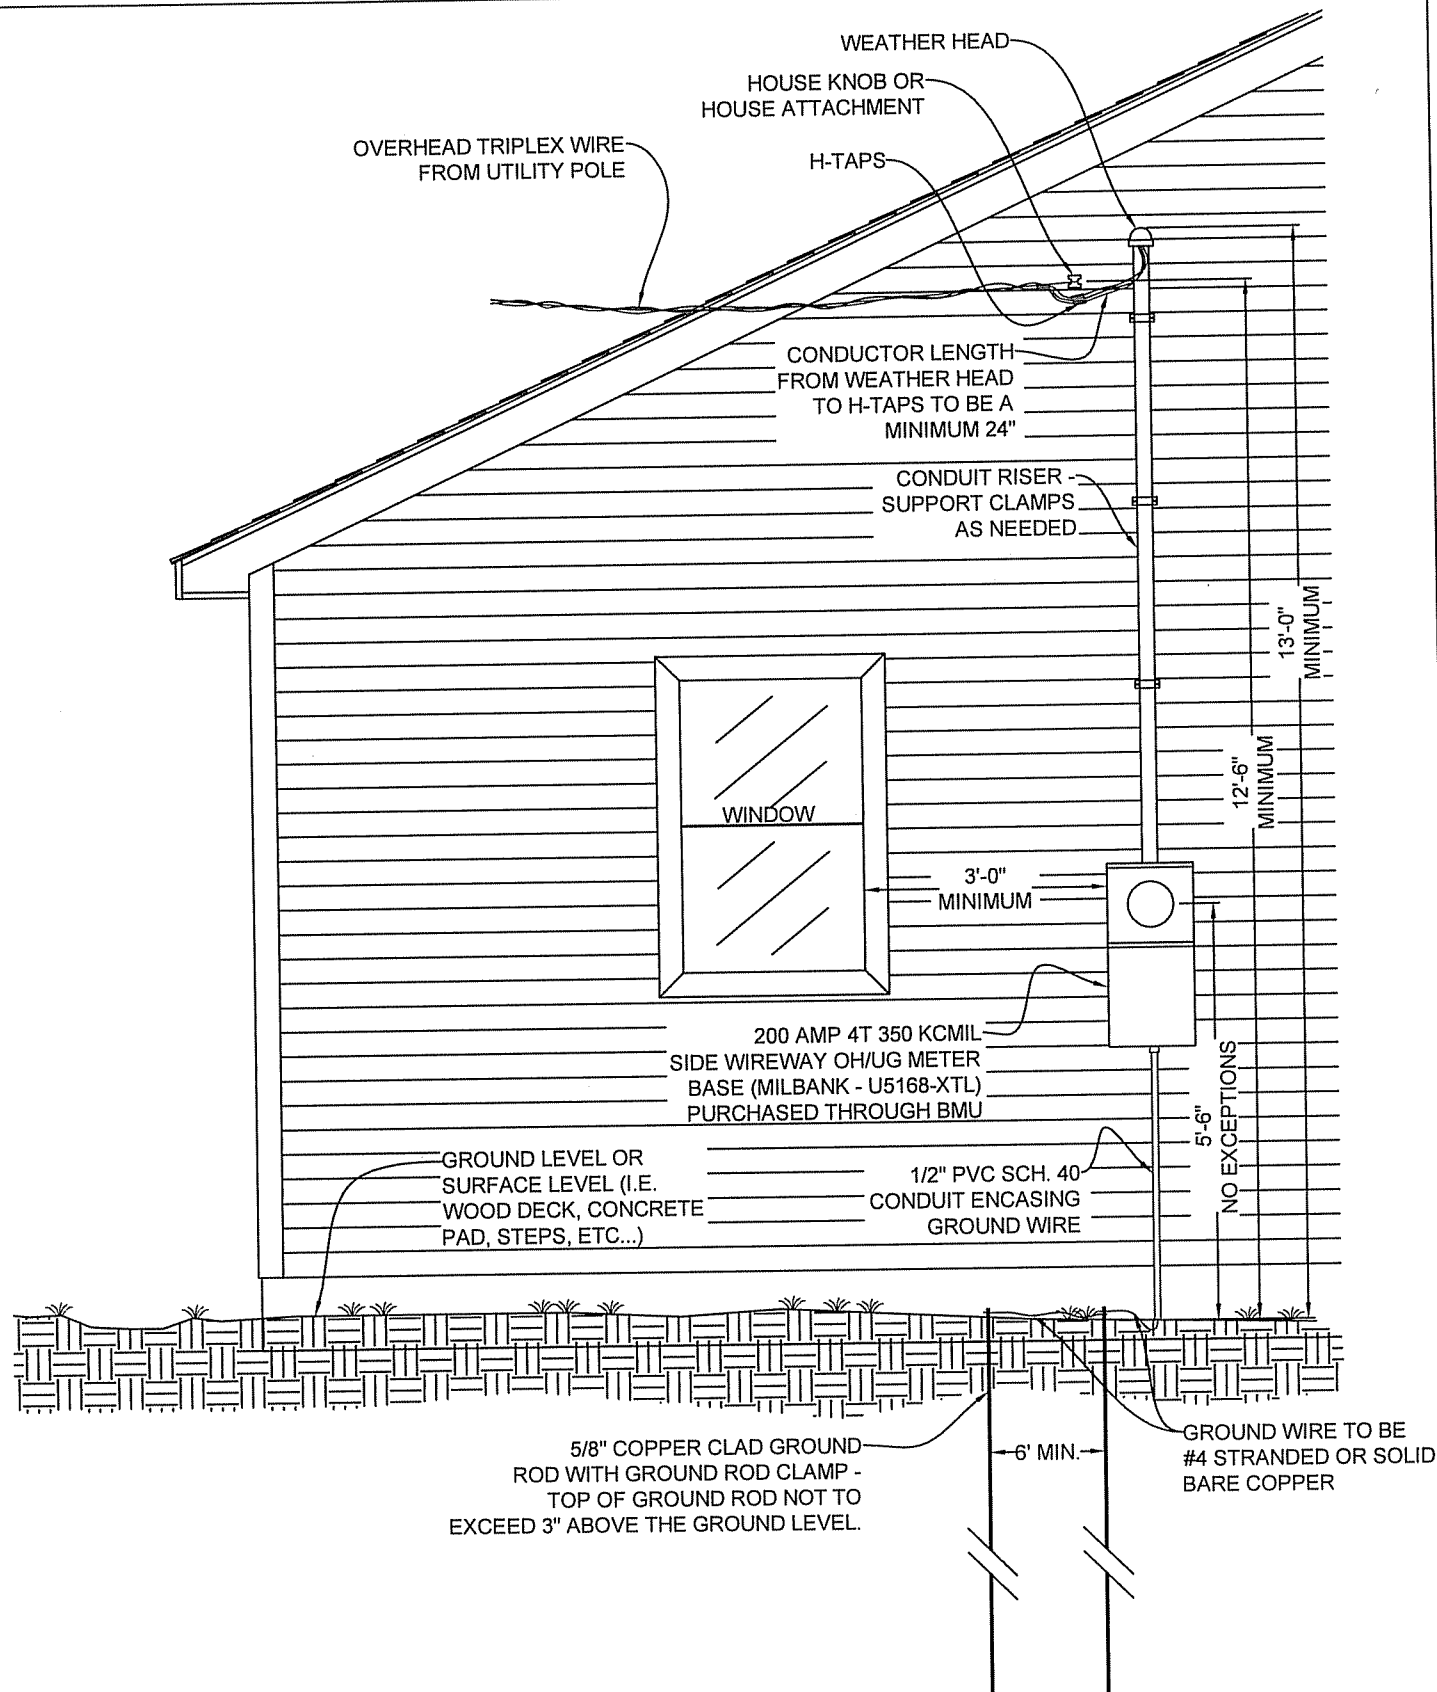 WEATHER HEAD
HOUSE KNOB OR
HOUSE ATTACHMENT
OVERHEAD TRIPLEX WIRE
FROM UTILITY POLE
H-TAPS
CONDUCTOR LENGTH
FROM WEATHER HEAD
TO H-TAPS TO BE A
MINIMUM 24"
CONDUIT RISER -
SUPPORT CLAMPS
AS NEEDED
13'-0"
MINIMUM
12'-6"
MINIMUM
WINDOW
3'-0"
MINIMUM
200 AMP 4T 350 KCMIL
SIDE WIREWAY OH/UG METER
BASE (MILBANK - U5168-XTL)
PURCHASED THROUGH BMU
5'-6"
NO EXCEPTIONS
GROUND LEVEL OR
SURFACE LEVEL (I.E.
WOOD DECK, CONCRETE
PAD, STEPS, ETC...)
1/2" PVC SCH. 40
CONDUIT ENCASING
GROUND WIRE
5/8" COPPER CLAD GROUND
ROD WITH GROUND ROD CLAMP -
TOP OF GROUND ROD NOT TO
EXCEED 3" ABOVE THE GROUND LEVEL.
6' MIN.
GROUND WIRE TO BE
#4 STRANDED OR SOLID
BARE COPPER